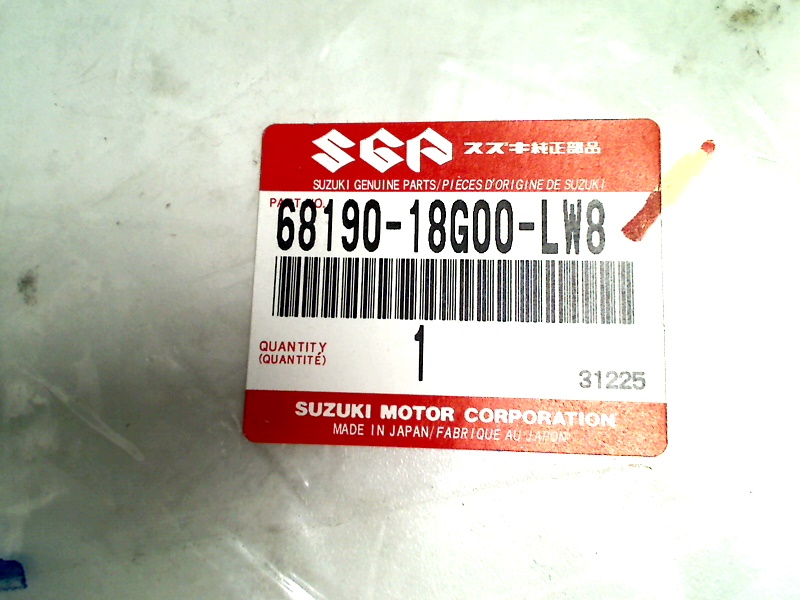 SGP スズキ純正部品
SUZUKI GENUINE PARTS/PIÈCES D'ORIGINE DE SUZUKI
PART NO.
68190-18G00-LW8
QUANTITY 1
(QUANTITÉ)
31225
SUZUKI MOTOR CORPORATION
MADE IN JAPAN/FABRIQUÉ AU JAPON